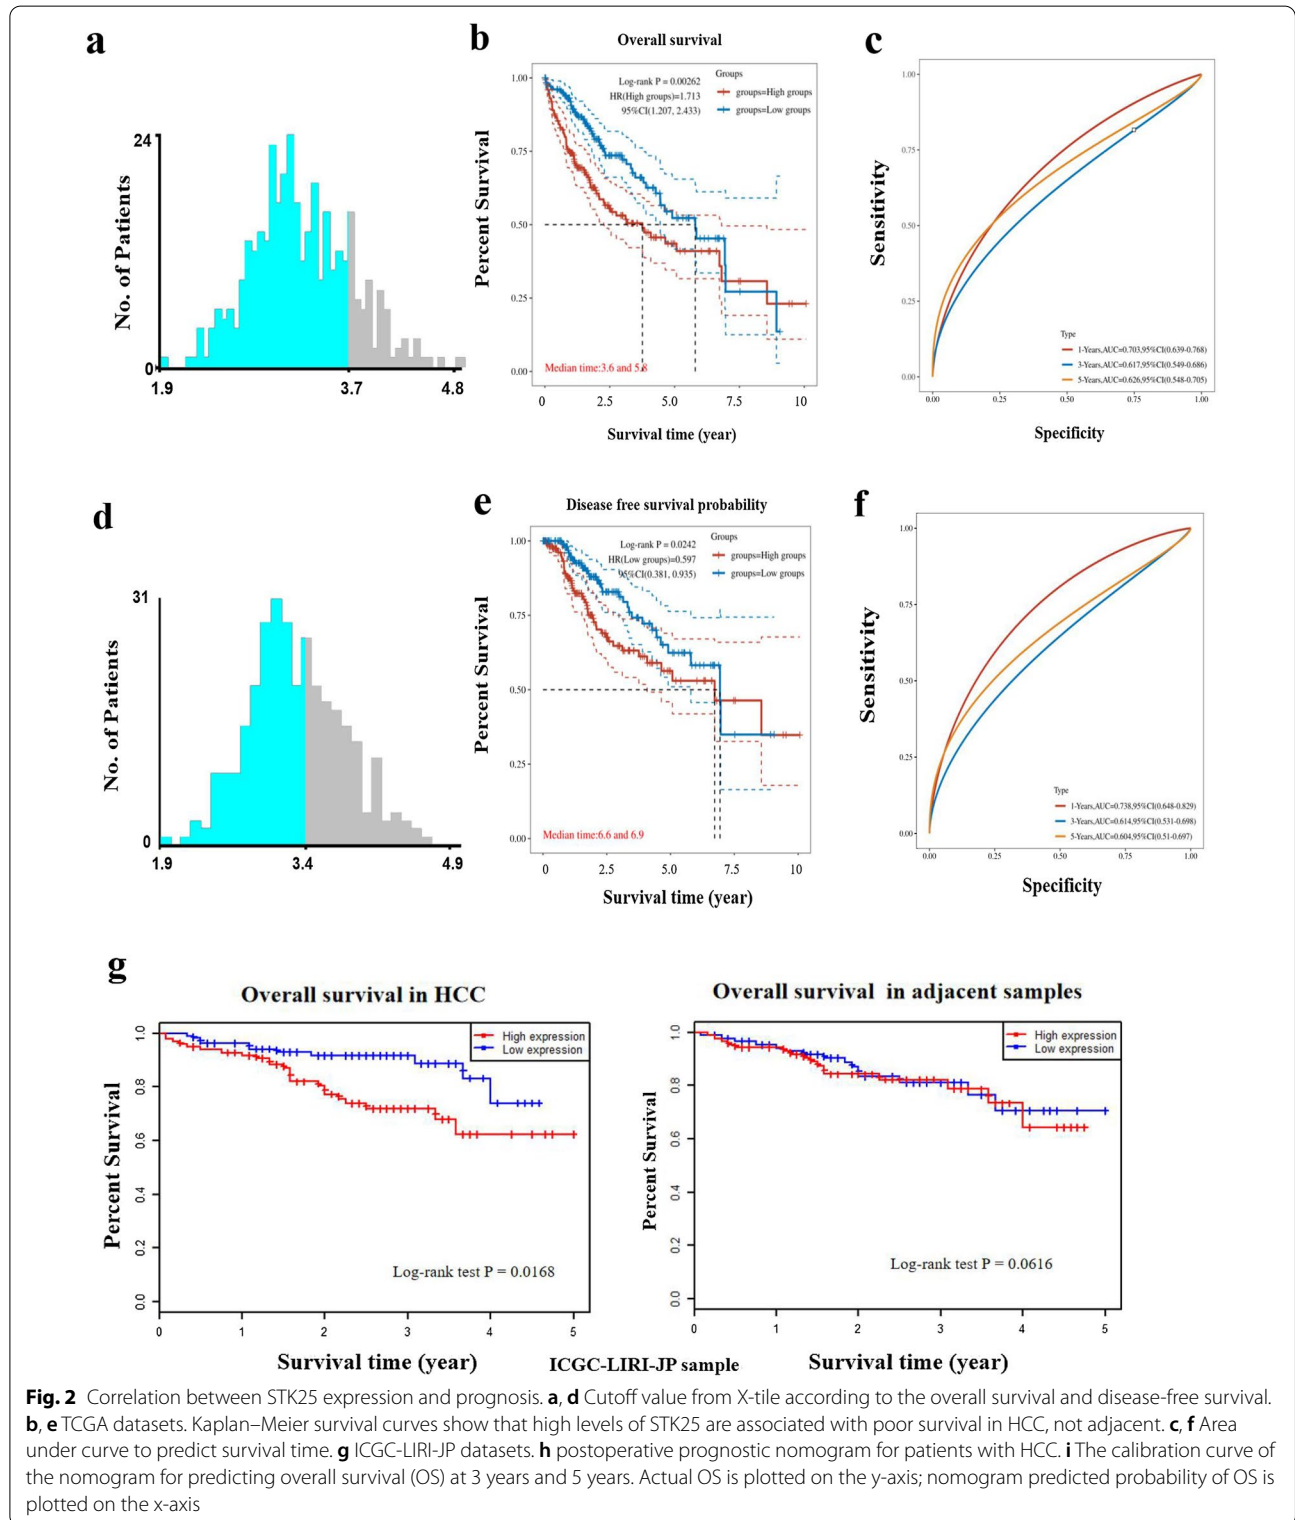 a
24
No. of Patients
0
1.9 3.7 4.8
b
Overall survival
Log-rank P = 0.00262
HR(High groups)=1.713
95%CI(1.207, 2.433)
Groups
groups=High groups
groups=Low groups
Percent Survival
1.00
0.75
0.50
0.25
0.00
Median time:3.6 and 5.8
0 2.5 5.0 7.5 10
Survival time (year)
c
Sensitivity
1.00
0.75
0.50
0.25
0.00
Type
1-Years,AUC=0.703,95%CI(0.639-0.768)
3-Years,AUC=0.617,95%CI(0.549-0.686)
5-Years,AUC=0.626,95%CI(0.548-0.705)
0.00 0.25 0.50 0.75 1.00
Specificity
d
31
No. of Patients
0
1.9 3.4 4.9
e
Disease free survival probability
Log-rank P = 0.0242
HR(Low groups)=0.597
95%CI(0.381, 0.935)
Groups
groups=High groups
groups=Low groups
Percent Survival
1.00
0.75
0.50
0.25
0.00
Median time:6.6 and 6.9
0 2.5 5.0 7.5 10
Survival time (year)
f
Sensitivity
1.00
0.75
0.50
0.25
0.00
Type
1-Years,AUC=0.738,95%CI(0.648-0.829)
3-Years,AUC=0.614,95%CI(0.531-0.698)
5-Years,AUC=0.604,95%CI(0.51-0.697)
0.00 0.25 0.50 0.75 1.00
Specificity
g
Overall survival in HCC
High expression
Low expression
Percent Survival
1.0
0.8
0.6
0.4
0.2
0.0
Log-rank test P = 0.0168
0 1 2 3 4 5
Survival time (year)
Overall survival in adjacent samples
High expression
Low expression
Percent Survival
1.0
0.8
0.6
0.4
0.2
0.0
Log-rank test P = 0.0616
0 1 2 3 4 5
Survival time (year)
ICGC-LIRI-JP sample
Fig. 2 Correlation between STK25 expression and prognosis. a, d Cutoff value from X-tile according to the overall survival and disease-free survival.
b, e TCGA datasets. Kaplan–Meier survival curves show that high levels of STK25 are associated with poor survival in HCC, not adjacent. c, f Area
under curve to predict survival time. g ICGC-LIRI-JP datasets. h postoperative prognostic nomogram for patients with HCC. i The calibration curve of
the nomogram for predicting overall survival (OS) at 3 years and 5 years. Actual OS is plotted on the y-axis; nomogram predicted probability of OS is
plotted on the x-axis